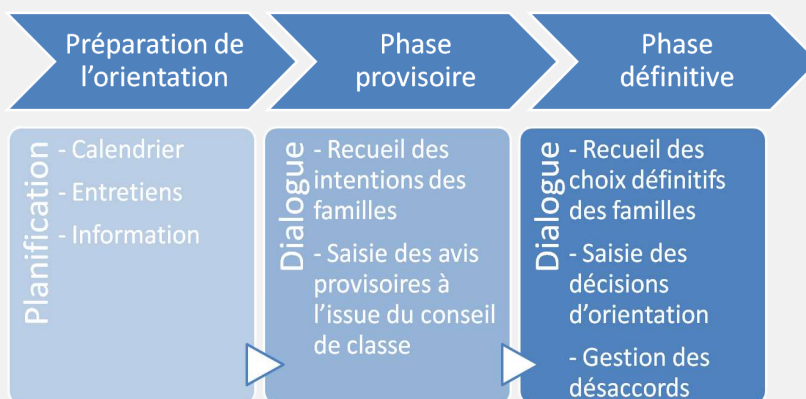 Préparation de
l'orientation
Phase
provisoire
Phase
définitive
Planification
- Calendrier
- Entretiens
- Information
Dialogue
- Recueil des
intentions des
familles
- Saisie des avis
provisoires à
l'issue du conseil
de classe
Dialogue
- Recueil des
choix définitifs
des familles
- Saisie des
décisions
d'orientation
- Gestion des
désaccords